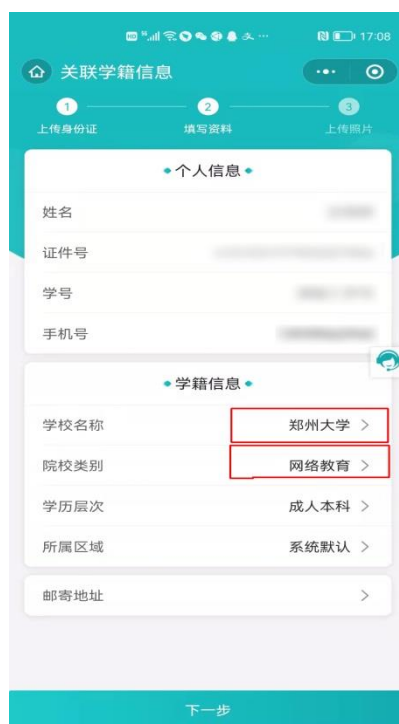 HD 5G 17:08
关联学籍信息
1 2 3
上传身份证 填写资料 上传照片
个人信息
姓名
证件号
学号
手机号
学籍信息
学校名称 郑州大学 >
院校类别 网络教育 >
学历层次 成人本科 >
所属区域 系统默认 >
邮寄地址 >
下一步